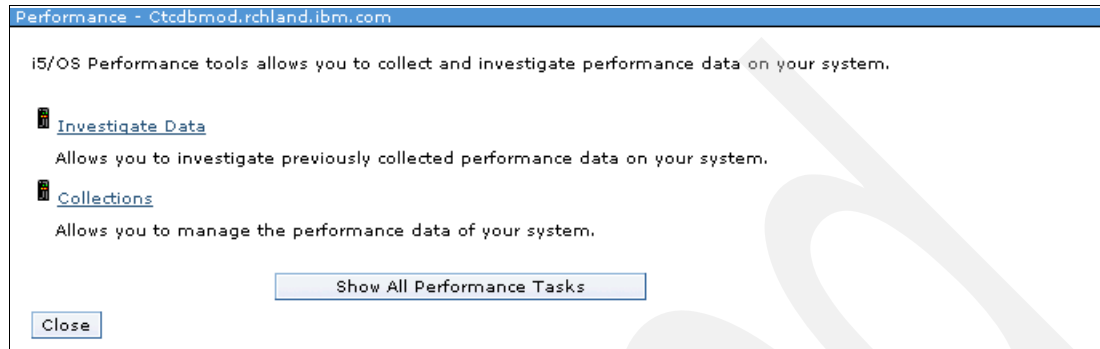 Performance - Ctcdbmod.rchland.ibm.com
i5/OS Performance tools allows you to collect and investigate performance data on your system.
Investigate Data
Allows you to investigate previously collected performance data on your system.
Collections
Allows you to manage the performance data of your system.
Show All Performance Tasks
Close